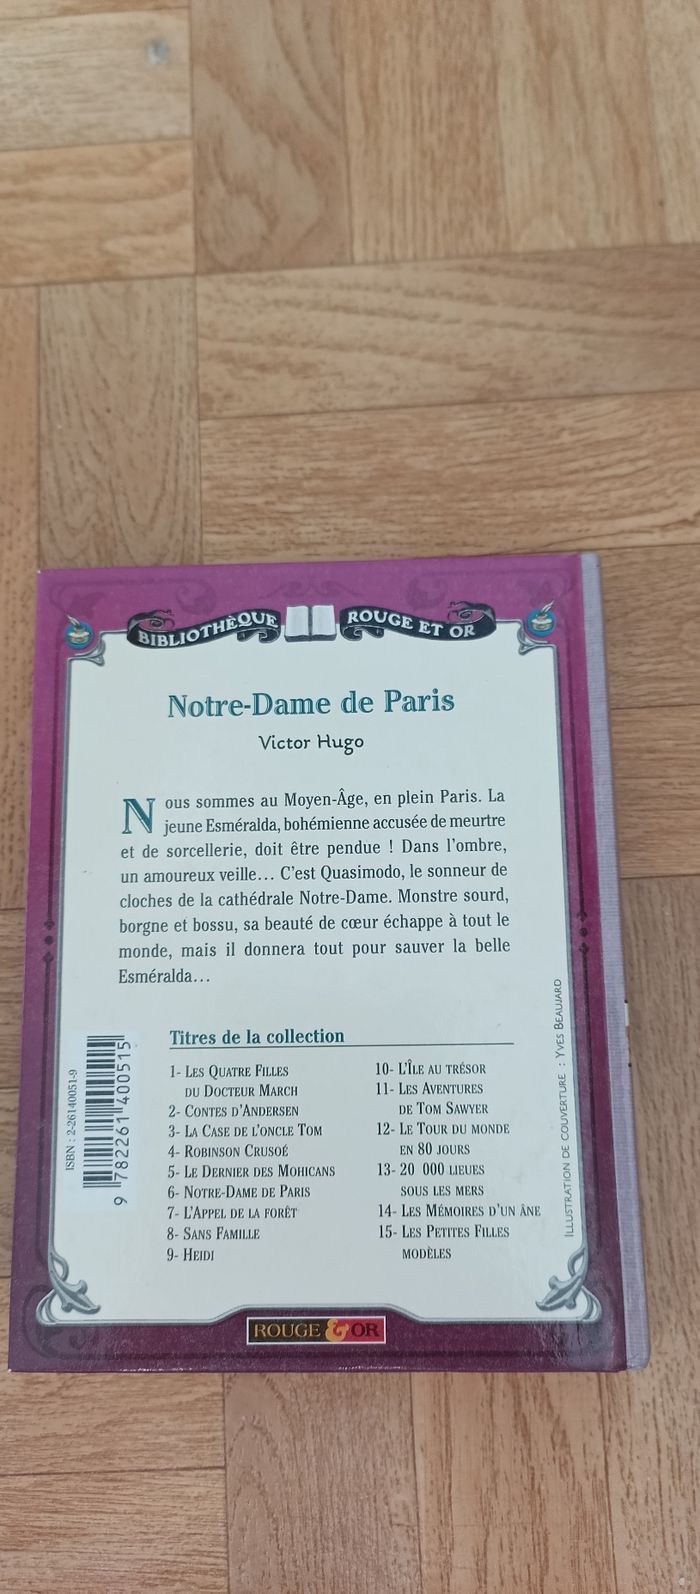 BIBLIOTHÈQUE ROUGE ET OR
Notre-Dame de Paris
Victor Hugo
Nous sommes au Moyen-Âge, en plein Paris. La
jeune Esméralda, bohémienne accusée de meurtre
et de sorcellerie, doit être pendue ! Dans l'ombre,
un amoureux veille... C'est Quasimodo, le sonneur de
cloches de la cathédrale Notre-Dame. Monstre sourd,
borgne et bossu, sa beauté de cœur échappe à tout le
monde, mais il donnera tout pour sauver la belle
Esméralda...
Titres de la collection
1- LES QUATRE FILLES
DU DOCTEUR MARCH
2- CONTES D'ANDERSEN
3- LA CASE DE L'ONCLE TOM
4- ROBINSON CRUSOÉ
5- LE DERNIER DES MOHICANS
6- NOTRE-DAME DE PARIS
7- L'APPEL DE LA FORÊT
8- SANS FAMILLE
9- HEIDI
10- L'ÎLE AU TRÉSOR
11- LES AVENTURES
DE TOM SAWYER
12- LE TOUR DU MONDE
EN 80 JOURS
13- 20 000 LIEUES
SOUS LES MERS
14- LES MÉMOIRES D'UN ÂNE
15- LES PETITES FILLES
MODÈLES
ISBN : 2-26140051-9
9 782261 400515
ILLUSTRATION DE COUVERTURE : YVES BEAUJARD
ROUGE & OR